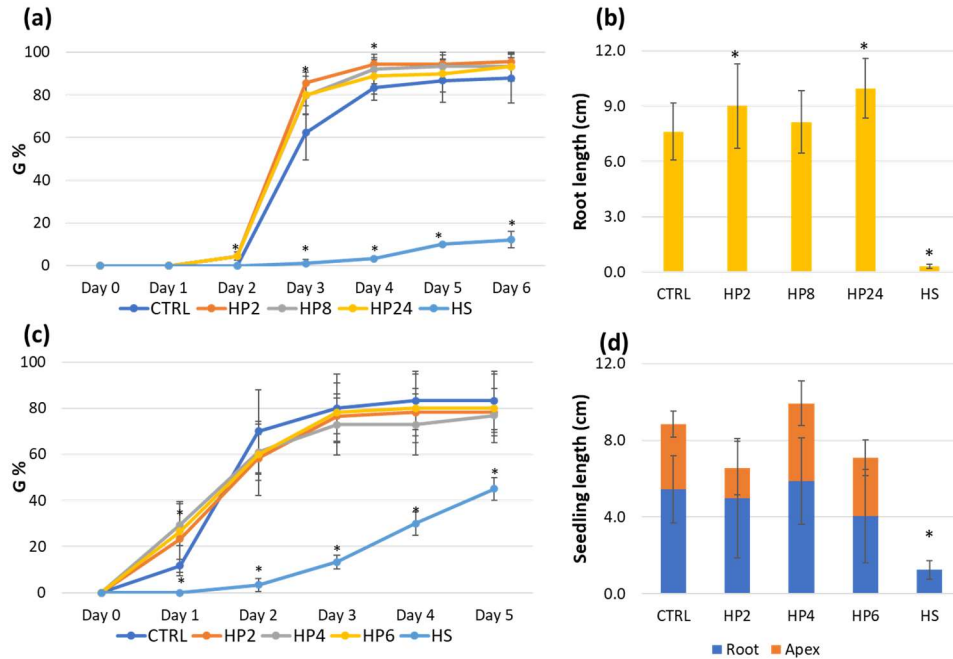 (a)
100
80
60
40
20
0
G %
* * * * * * * *
Day 0 Day 1 Day 2 Day 3 Day 4 Day 5 Day 6
CTRL HP2 HP8 HP24 HS
(b)
12.0
9.0
6.0
3.0
0.0
Root length (cm)
* * *
CTRL HP2 HP8 HP24 HS
(c)
100
80
60
40
20
0
G %
* * * * * *
Day 0 Day 1 Day 2 Day 3 Day 4 Day 5
CTRL HP2 HP4 HP6 HS
(d)
12.0
8.0
4.0
0.0
Seedling length (cm)
*
CTRL HP2 HP4 HP6 HS
Root Apex